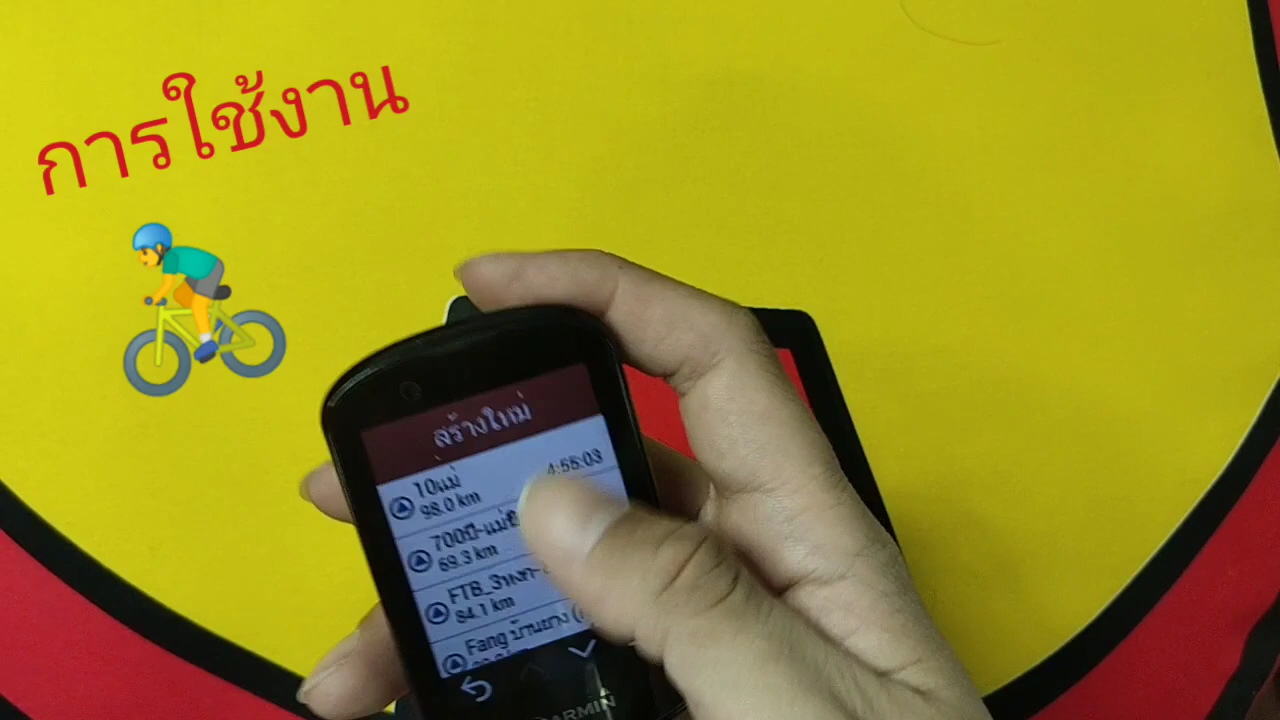 การใช้งาน
สร้างใหม่
10แม่
4:55:03
98.0 km
700ปี-แม่
69.3 km
FTB_3
84.1 km
Fang บ้านยาง
GARMIN